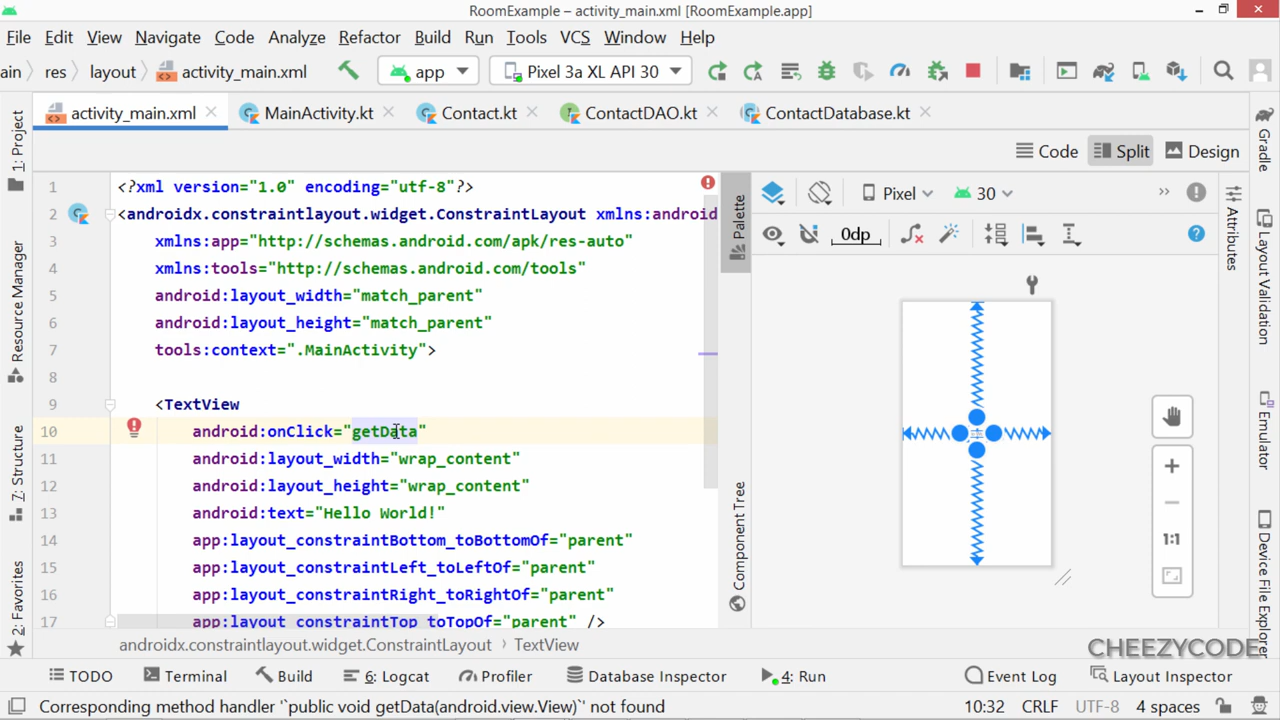 RoomExample – activity_main.xml [RoomExample.app]
File Edit View Navigate Code Analyze Refactor Build Run Tools VCS Window Help
ain res layout activity_main.xml app Pixel 3a XL API 30
activity_main.xml MainActivity.kt Contact.kt ContactDAO.kt ContactDatabase.kt
Code Split Design
1: Project
Resource Manager
7: Structure
2: Favorites
1 <?xml version="1.0" encoding="utf-8"?>
2 <androidx.constraintlayout.widget.ConstraintLayout xmlns:android
3 xmlns:app="http://schemas.android.com/apk/res-auto"
4 xmlns:tools="http://schemas.android.com/tools"
5 android:layout_width="match_parent"
6 android:layout_height="match_parent"
7 tools:context=".MainActivity">
8
9 <TextView
10 android:onClick="getData"
11 android:layout_width="wrap_content"
12 android:layout_height="wrap_content"
13 android:text="Hello World!"
14 app:layout_constraintBottom_toBottomOf="parent"
15 app:layout_constraintLeft_toLeftOf="parent"
16 app:layout_constraintRight_toRightOf="parent"
17 app:layout_constraintTop_toTopOf="parent" />
androidx.constraintlayout.widget.ConstraintLayout TextView
Palette
Component Tree
Pixel 30
0dp
1:1
Attributes
Gradle
Layout Validation
Emulator
Device File Explorer
CHEEZYCODE
TODO Terminal Build 6: Logcat Profiler Database Inspector 4: Run Event Log Layout Inspector
Corresponding method handler '`public void getData(android.view.View)`' not found 10:32 CRLF UTF-8 4 spaces